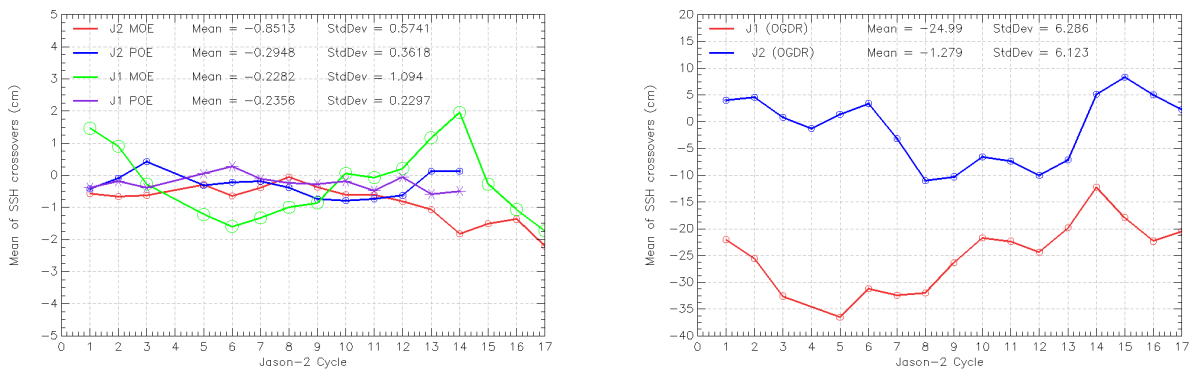 J2 MOE Mean = −0.8513 StdDev = 0.5741
J2 POE Mean = −0.2948 StdDev = 0.3618
J1 MOE Mean = −0.2282 StdDev = 1.094
J1 POE Mean = −0.2356 StdDev = 0.2297
Mean of SSH crossovers (cm)
5
4
3
2
1
0
−1
−2
−3
−4
−5
0 1 2 3 4 5 6 7 8 9 10 11 12 13 14 15 16 17
Jason−2 Cycle
J1 (OGDR) Mean = −24.99 StdDev = 6.286
J2 (OGDR) Mean = −1.279 StdDev = 6.123
Mean of SSH crossovers (cm)
20
15
10
5
0
−5
−10
−15
−20
−25
−30
−35
−40
0 1 2 3 4 5 6 7 8 9 10 11 12 13 14 15 16 17
Jason−2 Cycle